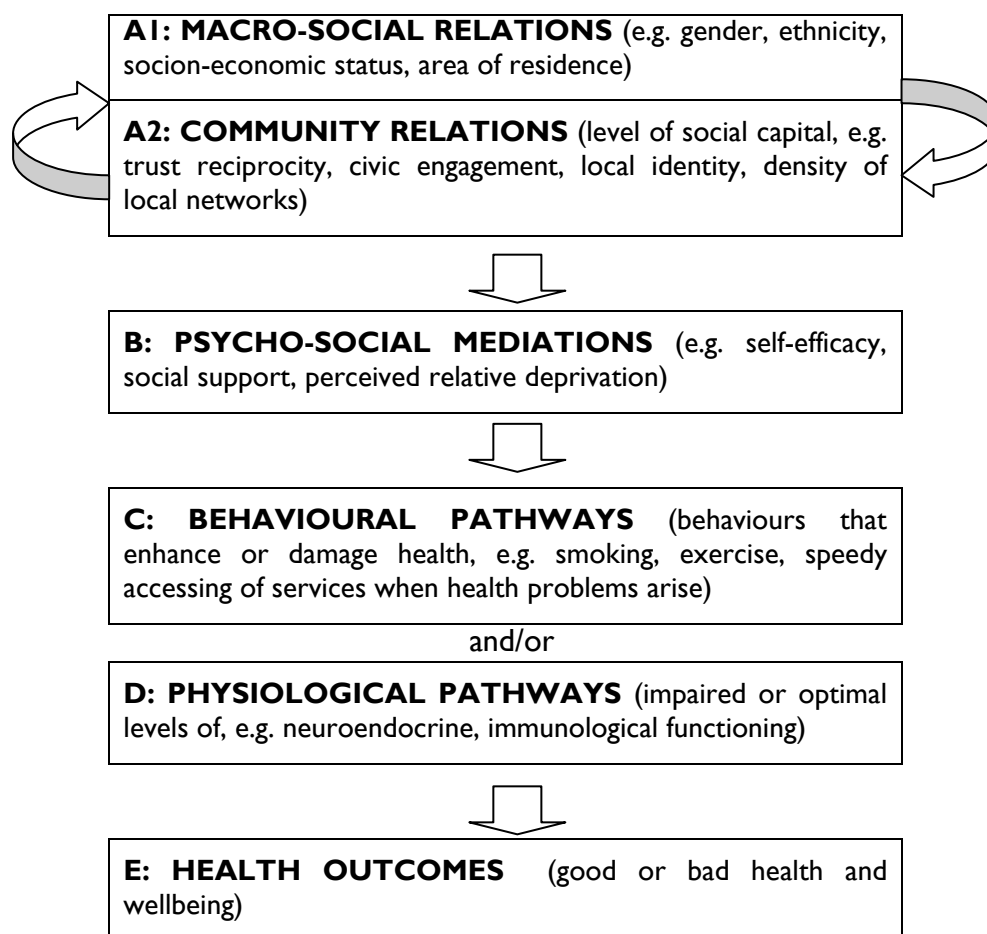 A1: MACRO-SOCIAL RELATIONS (e.g. gender, ethnicity,
socion-economic status, area of residence)
A2: COMMUNITY RELATIONS (level of social capital, e.g.
trust reciprocity, civic engagement, local identity, density of
local networks)
B: PSYCHO-SOCIAL MEDIATIONS (e.g. self-efficacy,
social support, perceived relative deprivation)
C: BEHAVIOURAL PATHWAYS (behaviours that
enhance or damage health, e.g. smoking, exercise, speedy
accessing of services when health problems arise)
and/or
D: PHYSIOLOGICAL PATHWAYS (impaired or optimal
levels of, e.g. neuroendocrine, immunological functioning)
E: HEALTH OUTCOMES (good or bad health and
wellbeing)